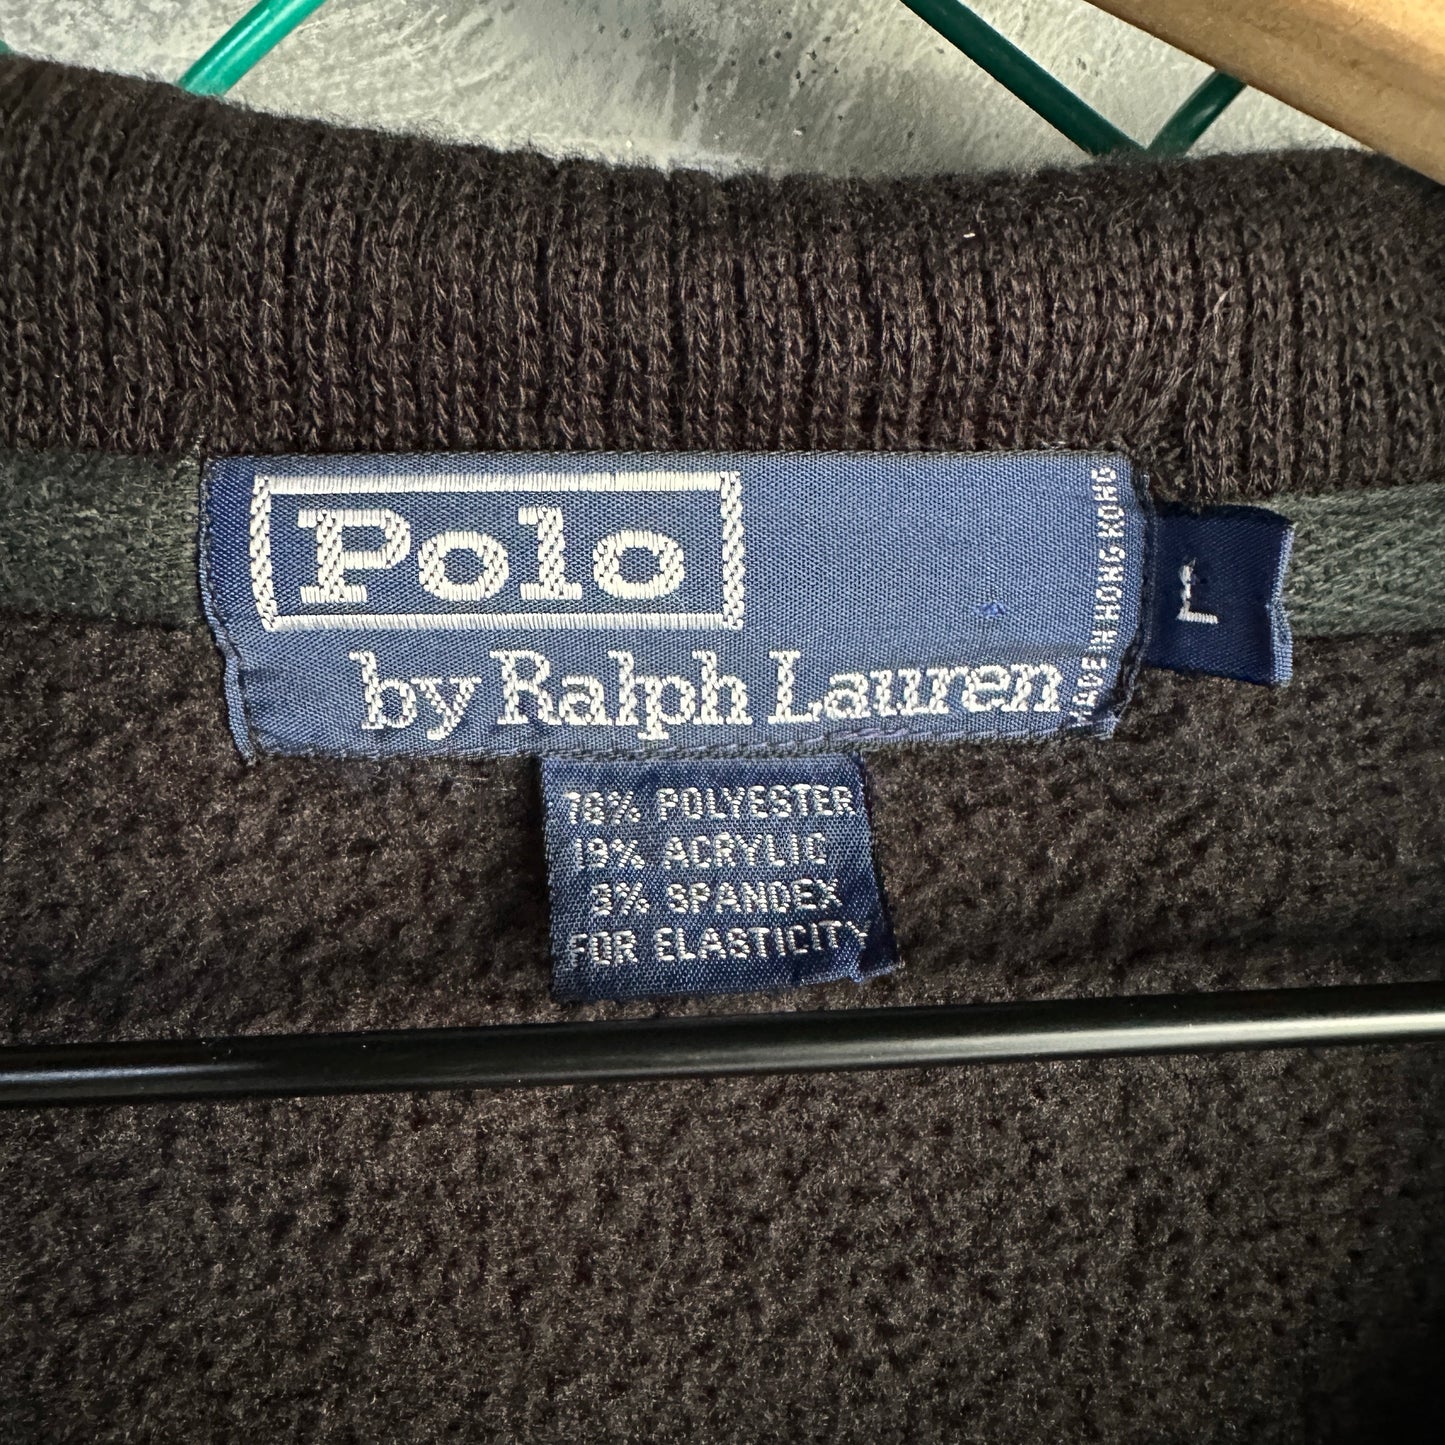 Polo
by Ralph Lauren
MADE IN HONG KONG
L
78% POLYESTER
19% ACRYLIC
3% SPANDEX
FOR ELASTICITY